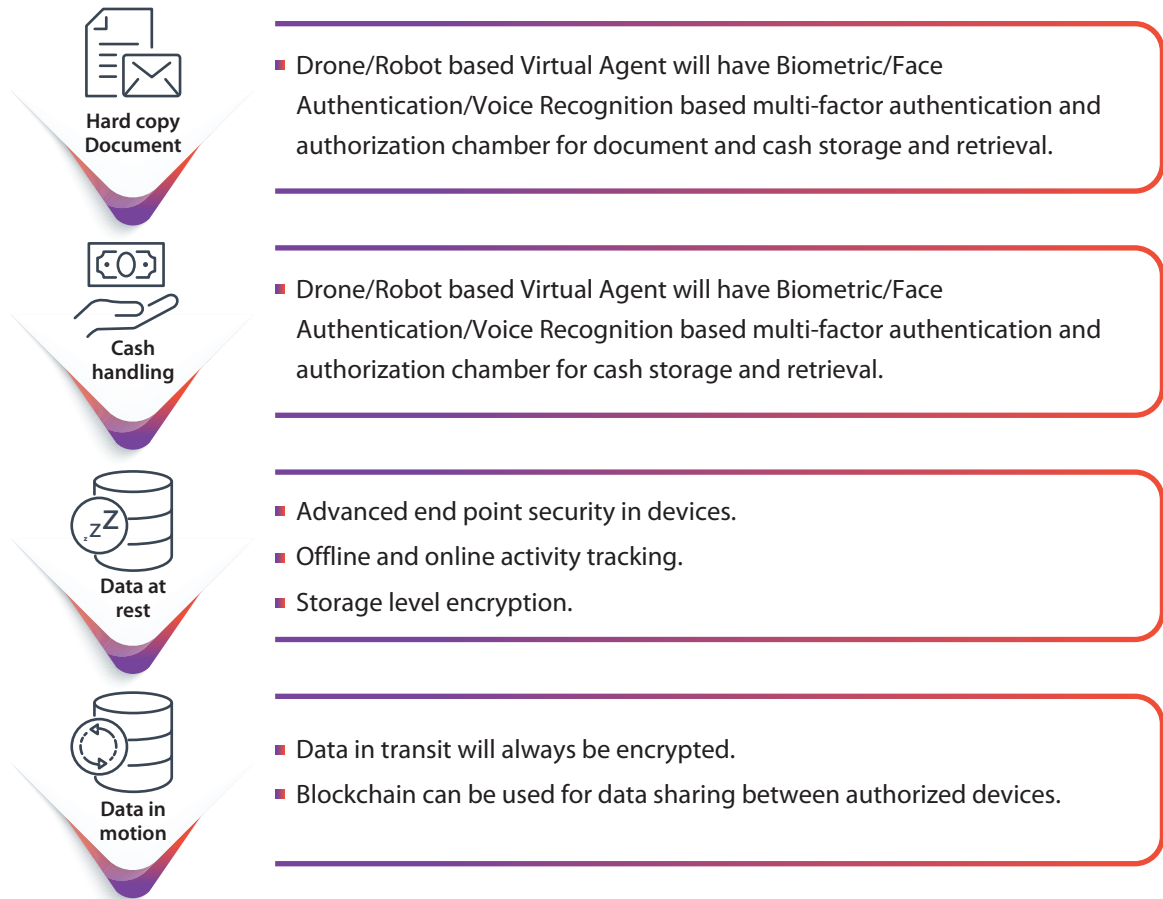 Hard copy
Document
Drone/Robot based Virtual Agent will have Biometric/Face
Authentication/Voice Recognition based multi-factor authentication and
authorization chamber for document and cash storage and retrieval.
Cash
handling
Drone/Robot based Virtual Agent will have Biometric/Face
Authentication/Voice Recognition based multi-factor authentication and
authorization chamber for cash storage and retrieval.
zzZ
Data at
rest
Advanced end point security in devices.
Offline and online activity tracking.
Storage level encryption.
Data in
motion
Data in transit will always be encrypted.
Blockchain can be used for data sharing between authorized devices.